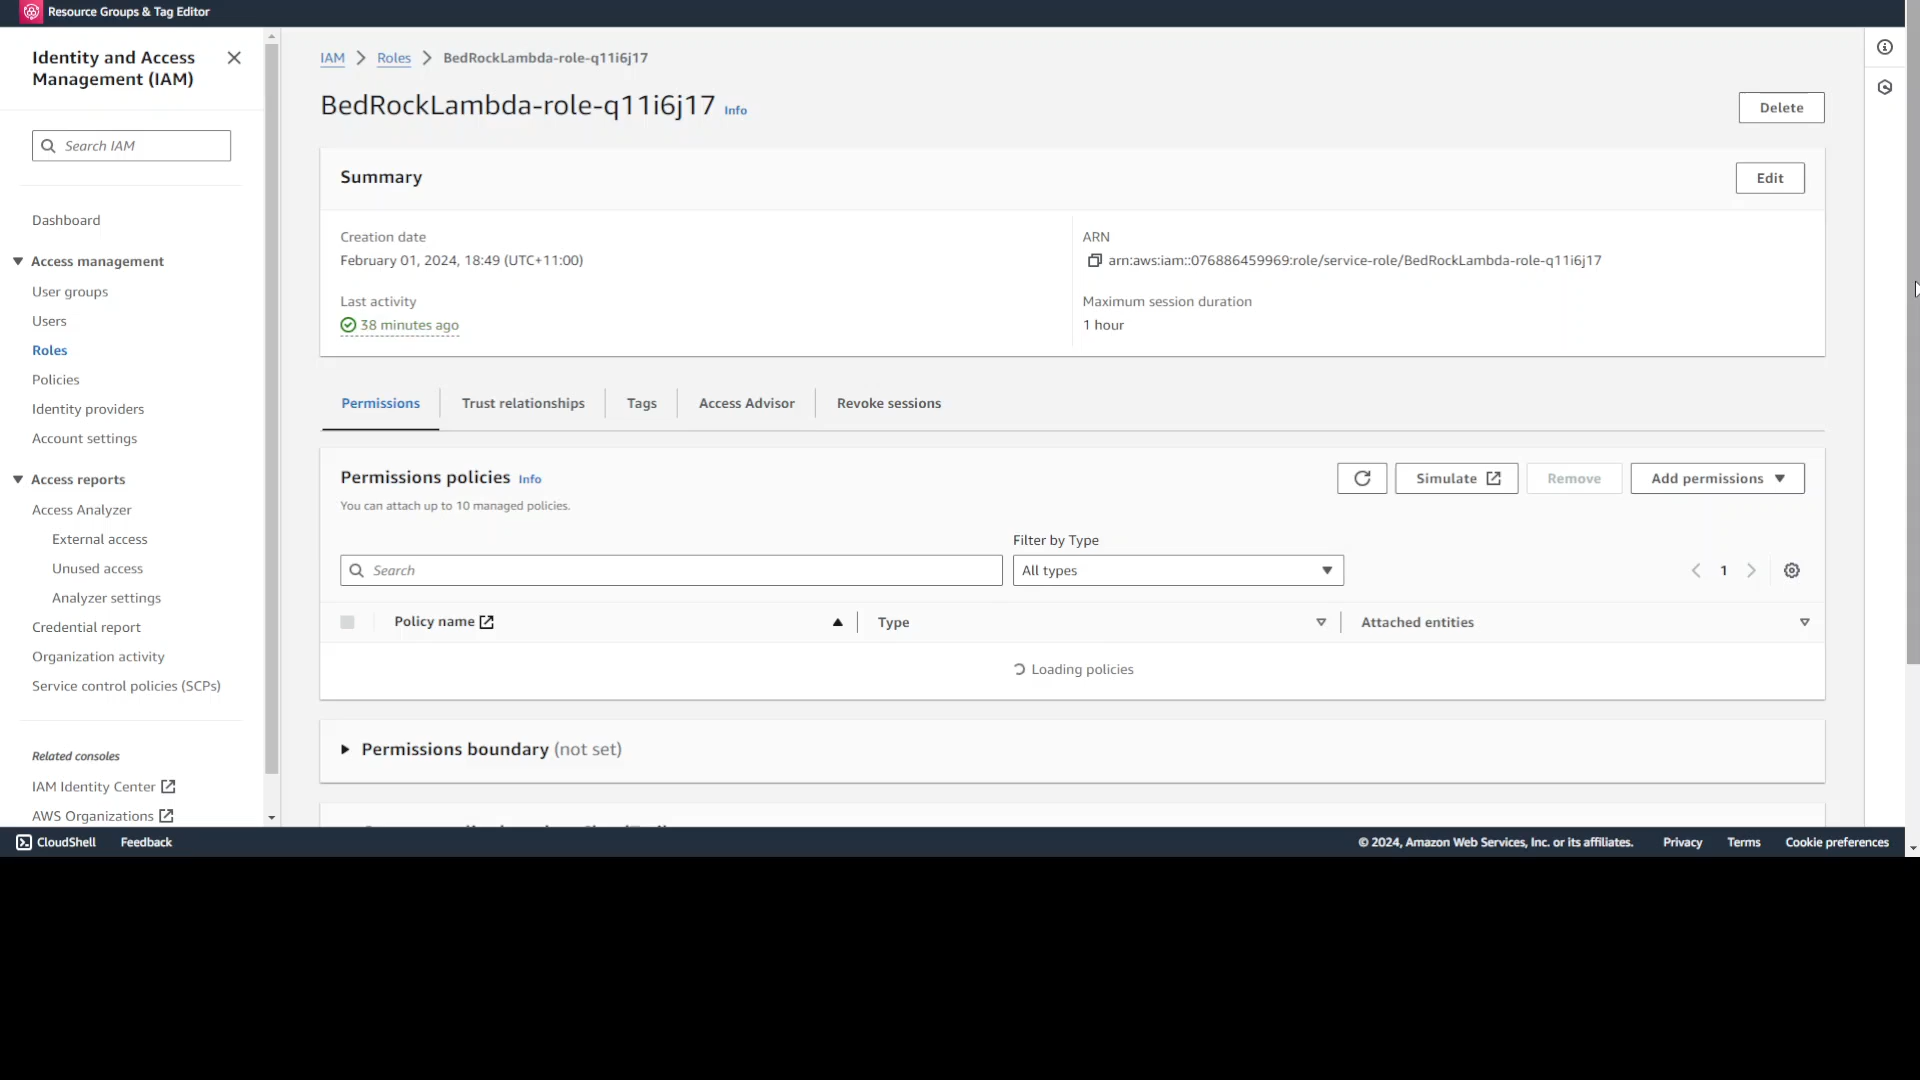 Resource Groups & Tag Editor
Identity and Access
Management (IAM)
Search IAM
Dashboard
Access management
User groups
Users
Roles
Policies
Identity providers
Account settings
Access reports
Access Analyzer
External access
Unused access
Analyzer settings
Credential report
Organization activity
Service control policies (SCPs)
Related consoles
IAM Identity Center
AWS Organizations
IAM > Roles > BedRockLambda-role-q11i6j17
BedRockLambda-role-q11i6j17 Info
Delete
Summary
Edit
Creation date
February 01, 2024, 18:49 (UTC+11:00)
Last activity
38 minutes ago
ARN
arn:aws:iam::076886459969:role/service-role/BedRockLambda-role-q11i6j17
Maximum session duration
1 hour
Permissions
Trust relationships
Tags
Access Advisor
Revoke sessions
Permissions policies Info
You can attach up to 10 managed policies.
Simulate
Remove
Add permissions
Filter by Type
Search
All types
1
Policy name
Type
Attached entities
Loading policies
Permissions boundary (not set)
CloudShell
Feedback
© 2024, Amazon Web Services, Inc. or its affiliates.
Privacy
Terms
Cookie preferences